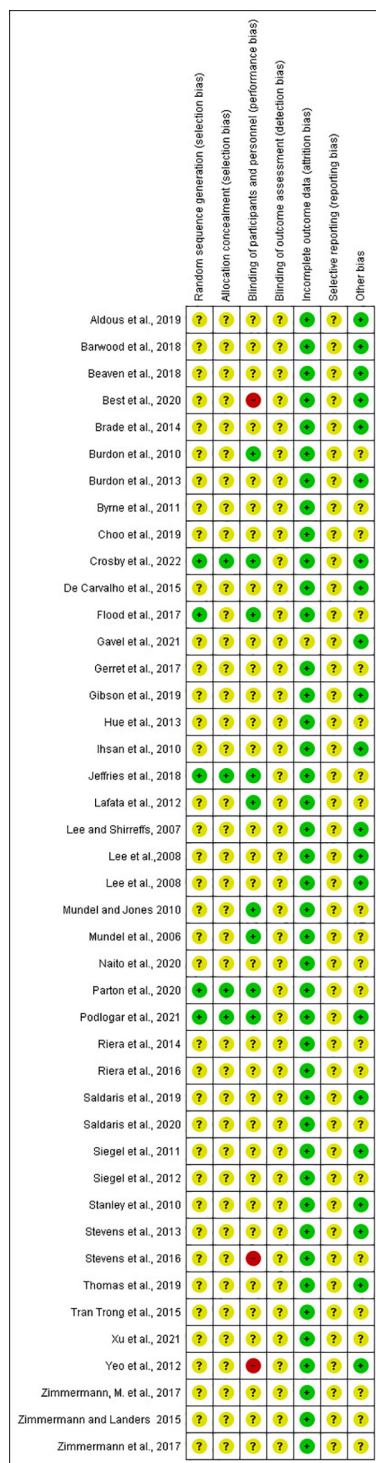 Random sequence generation (selection bias)
Allocation concealment (selection bias)
Blinding of participants and personnel (performance bias)
Blinding of outcome assessment (detection bias)
Incomplete outcome data (attrition bias)
Selective reporting (reporting bias)
Other bias
Aldous et al., 2019 ? ? ? ? + ? +
Barwood et al., 2018 ? ? ? ? + ? +
Beaven et al., 2018 ? ? ? ? + ? +
Best et al., 2020 ? ? - ? + ? +
Brade et al., 2014 ? ? ? ? + ? +
Burdon et al., 2010 ? ? + ? + ? ?
Burdon et al., 2013 ? ? ? ? + ? +
Byrne et al., 2011 ? ? ? ? + ? ?
Choo et al., 2019 ? ? ? ? + ? ?
Crosby et al., 2022 + + + ? + ? +
De Carvalho et al., 2015 ? ? ? ? + ? +
Flood et al., 2017 + ? + ? + ? ?
Gavel et al., 2021 ? ? ? ? ? ? +
Gerret et al., 2017 ? ? ? ? + ? ?
Gibson et al., 2019 ? ? ? ? + ? +
Hue et al., 2013 ? ? ? ? + ? ?
Ihsan et al., 2010 ? ? ? ? + ? +
Jeffries et al., 2018 + + + ? + ? ?
Lafata et al., 2012 ? ? + ? + ? ?
Lee and Shirreffs, 2007 ? ? ? ? + ? +
Lee et al.,2008 ? ? ? ? + ? +
Lee et al., 2008 ? ? ? ? + ? +
Mundel and Jones 2010 ? ? + ? + ? ?
Mundel et al., 2006 ? ? + ? + ? ?
Naito et al., 2020 ? ? ? ? + ? ?
Parton et al., 2020 + + + ? + ? ?
Podlogar et al., 2021 + + + ? + ? +
Riera et al., 2014 ? ? ? ? + ? ?
Riera et al., 2016 ? ? ? ? + ? ?
Saldaris et al., 2019 ? ? ? ? + ? +
Saldaris et al., 2020 ? ? ? ? + ? ?
Siegel et al., 2011 ? ? ? ? + ? +
Siegel et al., 2012 ? ? ? ? + ? ?
Stanley et al., 2010 ? ? ? ? + ? +
Stevens et al., 2013 ? ? ? ? + ? +
Stevens et al., 2016 ? ? - ? + ? ?
Thomas et al., 2019 ? ? ? ? + ? +
Tran Trong et al., 2015 ? ? ? ? + ? ?
Xu et al., 2021 ? ? ? ? + ? ?
Yeo et al., 2012 ? ? - ? + ? +
Zimmermann, M. et al., 2017 ? ? ? ? + ? ?
Zimmermann and Landers 2015 ? ? ? ? + ? ?
Zimmermann et al., 2017 ? ? ? ? + ? ?